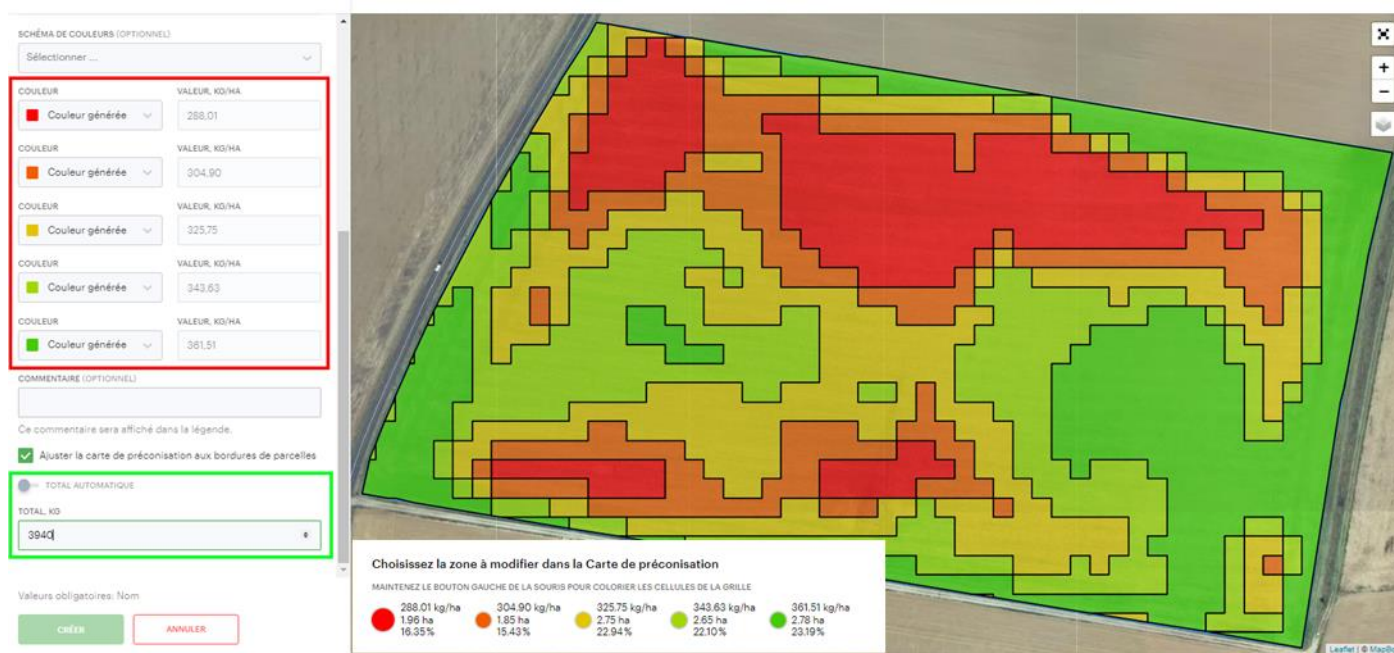 SCHÉMA DE COULEURS (OPTIONNEL)
Sélectionner ...
COULEUR VALEUR, KG/HA
Couleur générée 288,01
COULEUR VALEUR, KG/HA
Couleur générée 304,90
COULEUR VALEUR, KG/HA
Couleur générée 325,75
COULEUR VALEUR, KG/HA
Couleur générée 343,63
COULEUR VALEUR, KG/HA
Couleur générée 361,51
COMMENTAIRE (OPTIONNEL)
Ce commentaire sera affiché dans la légende.
Ajuster la carte de préconisation aux bordures de parcelles
TOTAL AUTOMATIQUE
TOTAL, KG
3940
Valeurs obligatoires: Nom
CRÉER ANNULER
+
−
Choisissez la zone à modifier dans la Carte de préconisation
MAINTENEZ LE BOUTON GAUCHE DE LA SOURIS POUR COLORIER LES CELLULES DE LA GRILLE
288.01 kg/ha 304.90 kg/ha 325.75 kg/ha 343.63 kg/ha 361.51 kg/ha
1.96 ha 1.85 ha 2.75 ha 2.65 ha 2.78 ha
16.35% 15.43% 22.94% 22.10% 23.19%
Leaflet | © MapBo